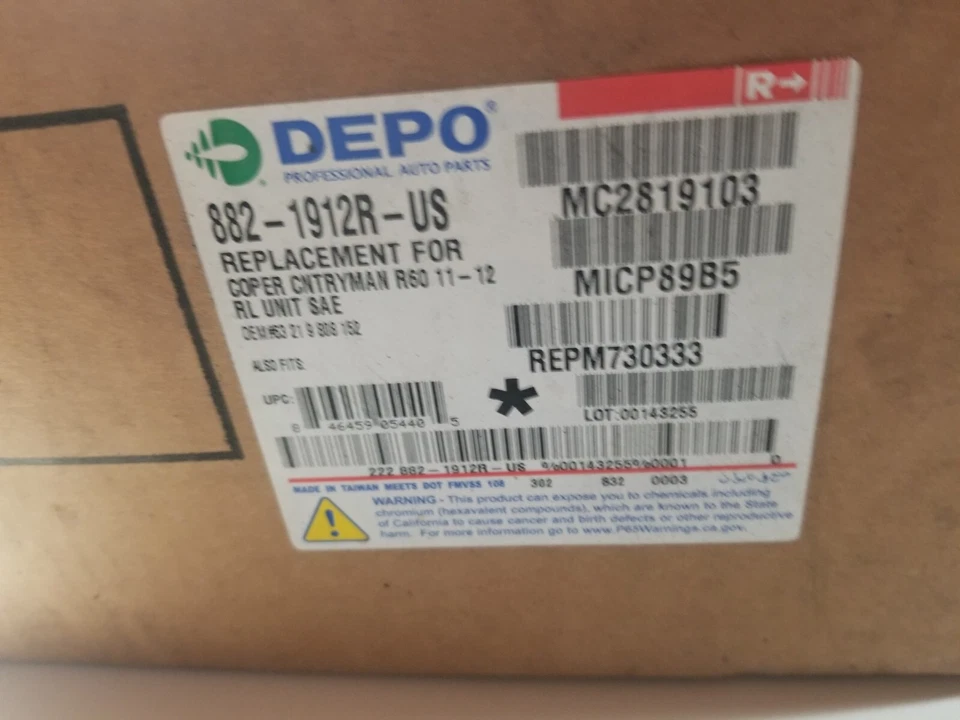 DEPO®
PROFESSIONAL AUTO PARTS
R→
882-1912R-US
REPLACEMENT FOR
COPER CNTRYMAN R60 11-12
RL UNIT SAE
OEM#63 21 9 808 152
ALSO FITS:
MC2819103
MICP89B5
REPM730333
*
LOT:00143255
UPC:
8 46459 05440 5
222 882-1912R-US %00143255%0001 0
MADE IN TAIWAN MEETS DOT FMVSS 108 302 832 0003
WARNING - This product can expose you to chemicals including
chromium (hexavalent compounds), which are known to the State
of California to cause cancer and birth defects or other reproductive
harm. For more information go to www.P65Warnings.ca.gov.